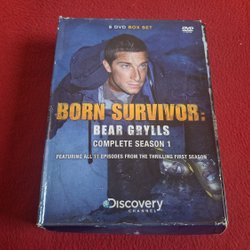 6 DVD BOX SET
DVD
BORN SURVIVOR:
BEAR GRYLLS
COMPLETE SEASON 1
FEATURING ALL 11 EPISODES FROM THE THRILLING FIRST SEASON
Discovery
CHANNEL